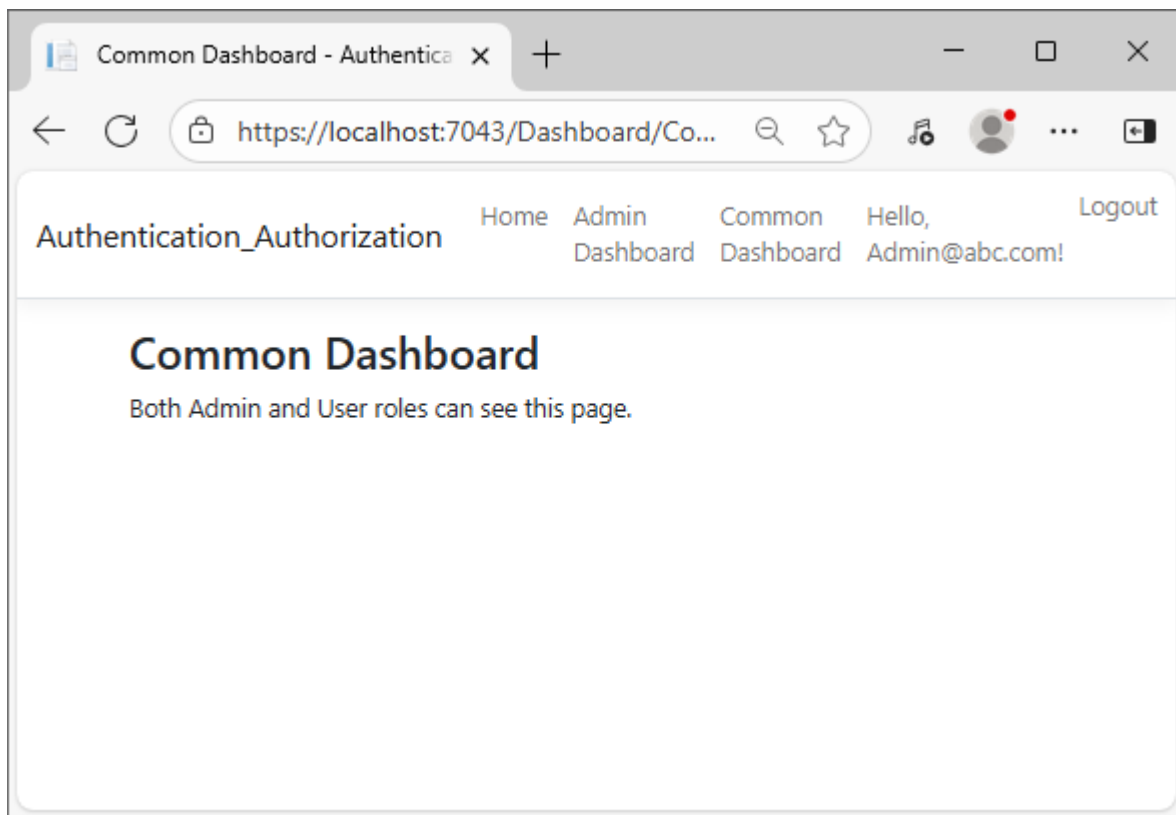 Common Dashboard - Authentica
https://localhost:7043/Dashboard/Co...
Authentication_Authorization
Home
Admin
Dashboard
Common
Dashboard
Hello,
Admin@abc.com!
Logout
Common Dashboard
Both Admin and User roles can see this page.